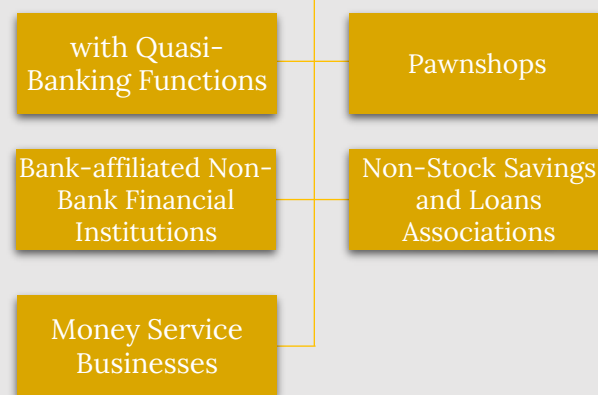 with Quasi-
Banking Functions
Pawnshops
Bank-affiliated Non-
Bank Financial
Institutions
Non-Stock Savings
and Loans
Associations
Money Service
Businesses